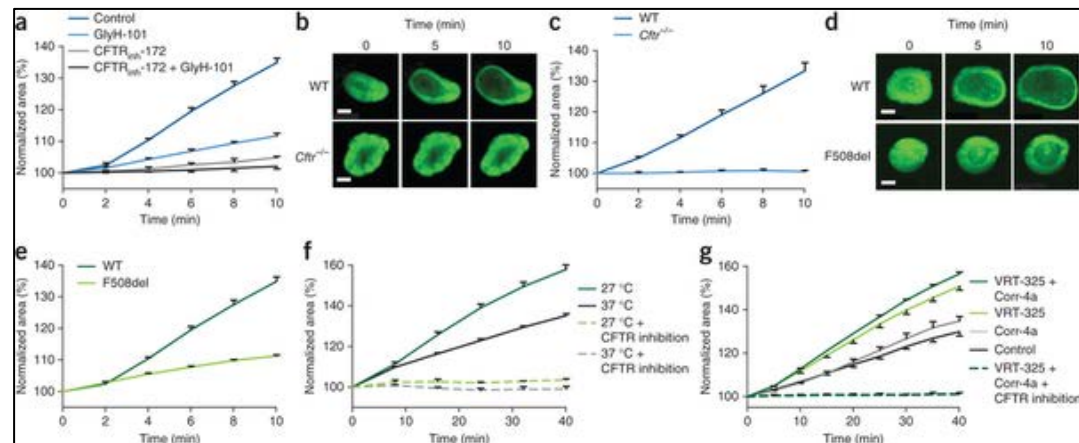 a
Control
GlyH-101
CFTRinh-172
CFTRinh-172 + GlyH-101
Normalized area (%)
140
130
120
110
100
0 2 4 6 8 10
Time (min)
b
Time (min)
0 5 10
WT
Cftr–/–
c
WT
Cftr–/–
Normalized area (%)
140
130
120
110
100
0 2 4 6 8 10
Time (min)
d
Time (min)
0 5 10
WT
F508del
e
WT
F508del
Normalized area (%)
140
130
120
110
100
0 2 4 6 8 10
Time (min)
f
Normalized area (%)
160
140
120
100
0 10 20 30 40
Time (min)
27 °C
37 °C
27 °C +
CFTR inhibition
37 °C +
CFTR inhibition
g
Normalized area (%)
160
140
120
100
0 10 20 30 40
Time (min)
VRT-325 +
Corr-4a
VRT-325
Corr-4a
Control
VRT-325 +
Corr-4a +
CFTR inhibition